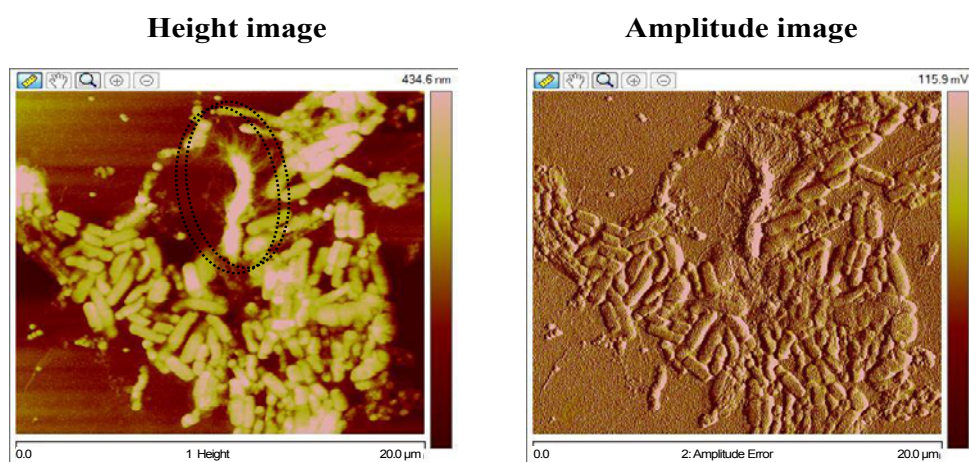 Height image
Amplitude image
434.6 nm
115.9 mV
0.0 1 Height 20.0 µm
0.0 2: Amplitude Error 20.0 µm